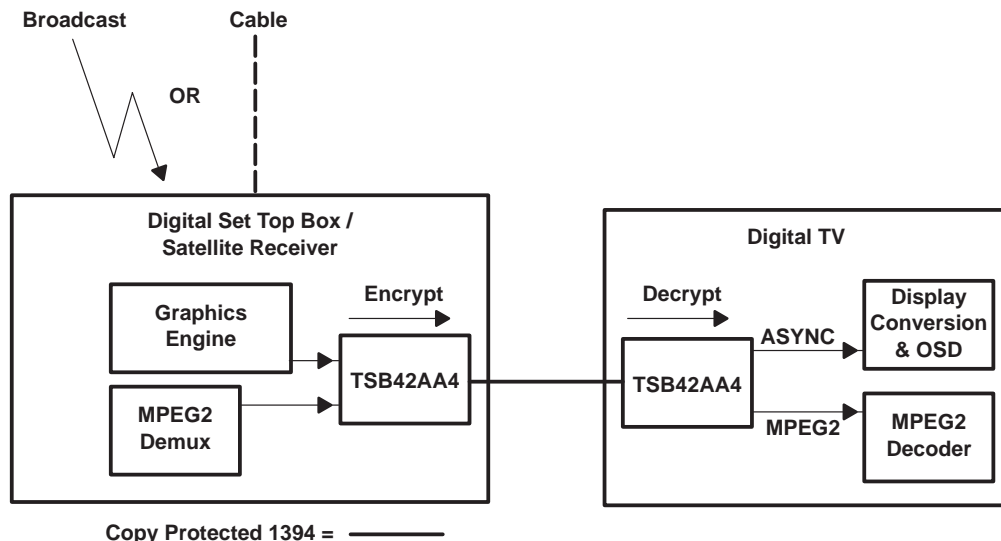 Broadcast
Cable
OR
Digital Set Top Box /
Satellite Receiver
Graphics
Engine
MPEG2
Demux
Encrypt
TSB42AA4
Digital TV
Decrypt
TSB42AA4
ASYNC
MPEG2
Display
Conversion
& OSD
MPEG2
Decoder
Copy Protected 1394 =